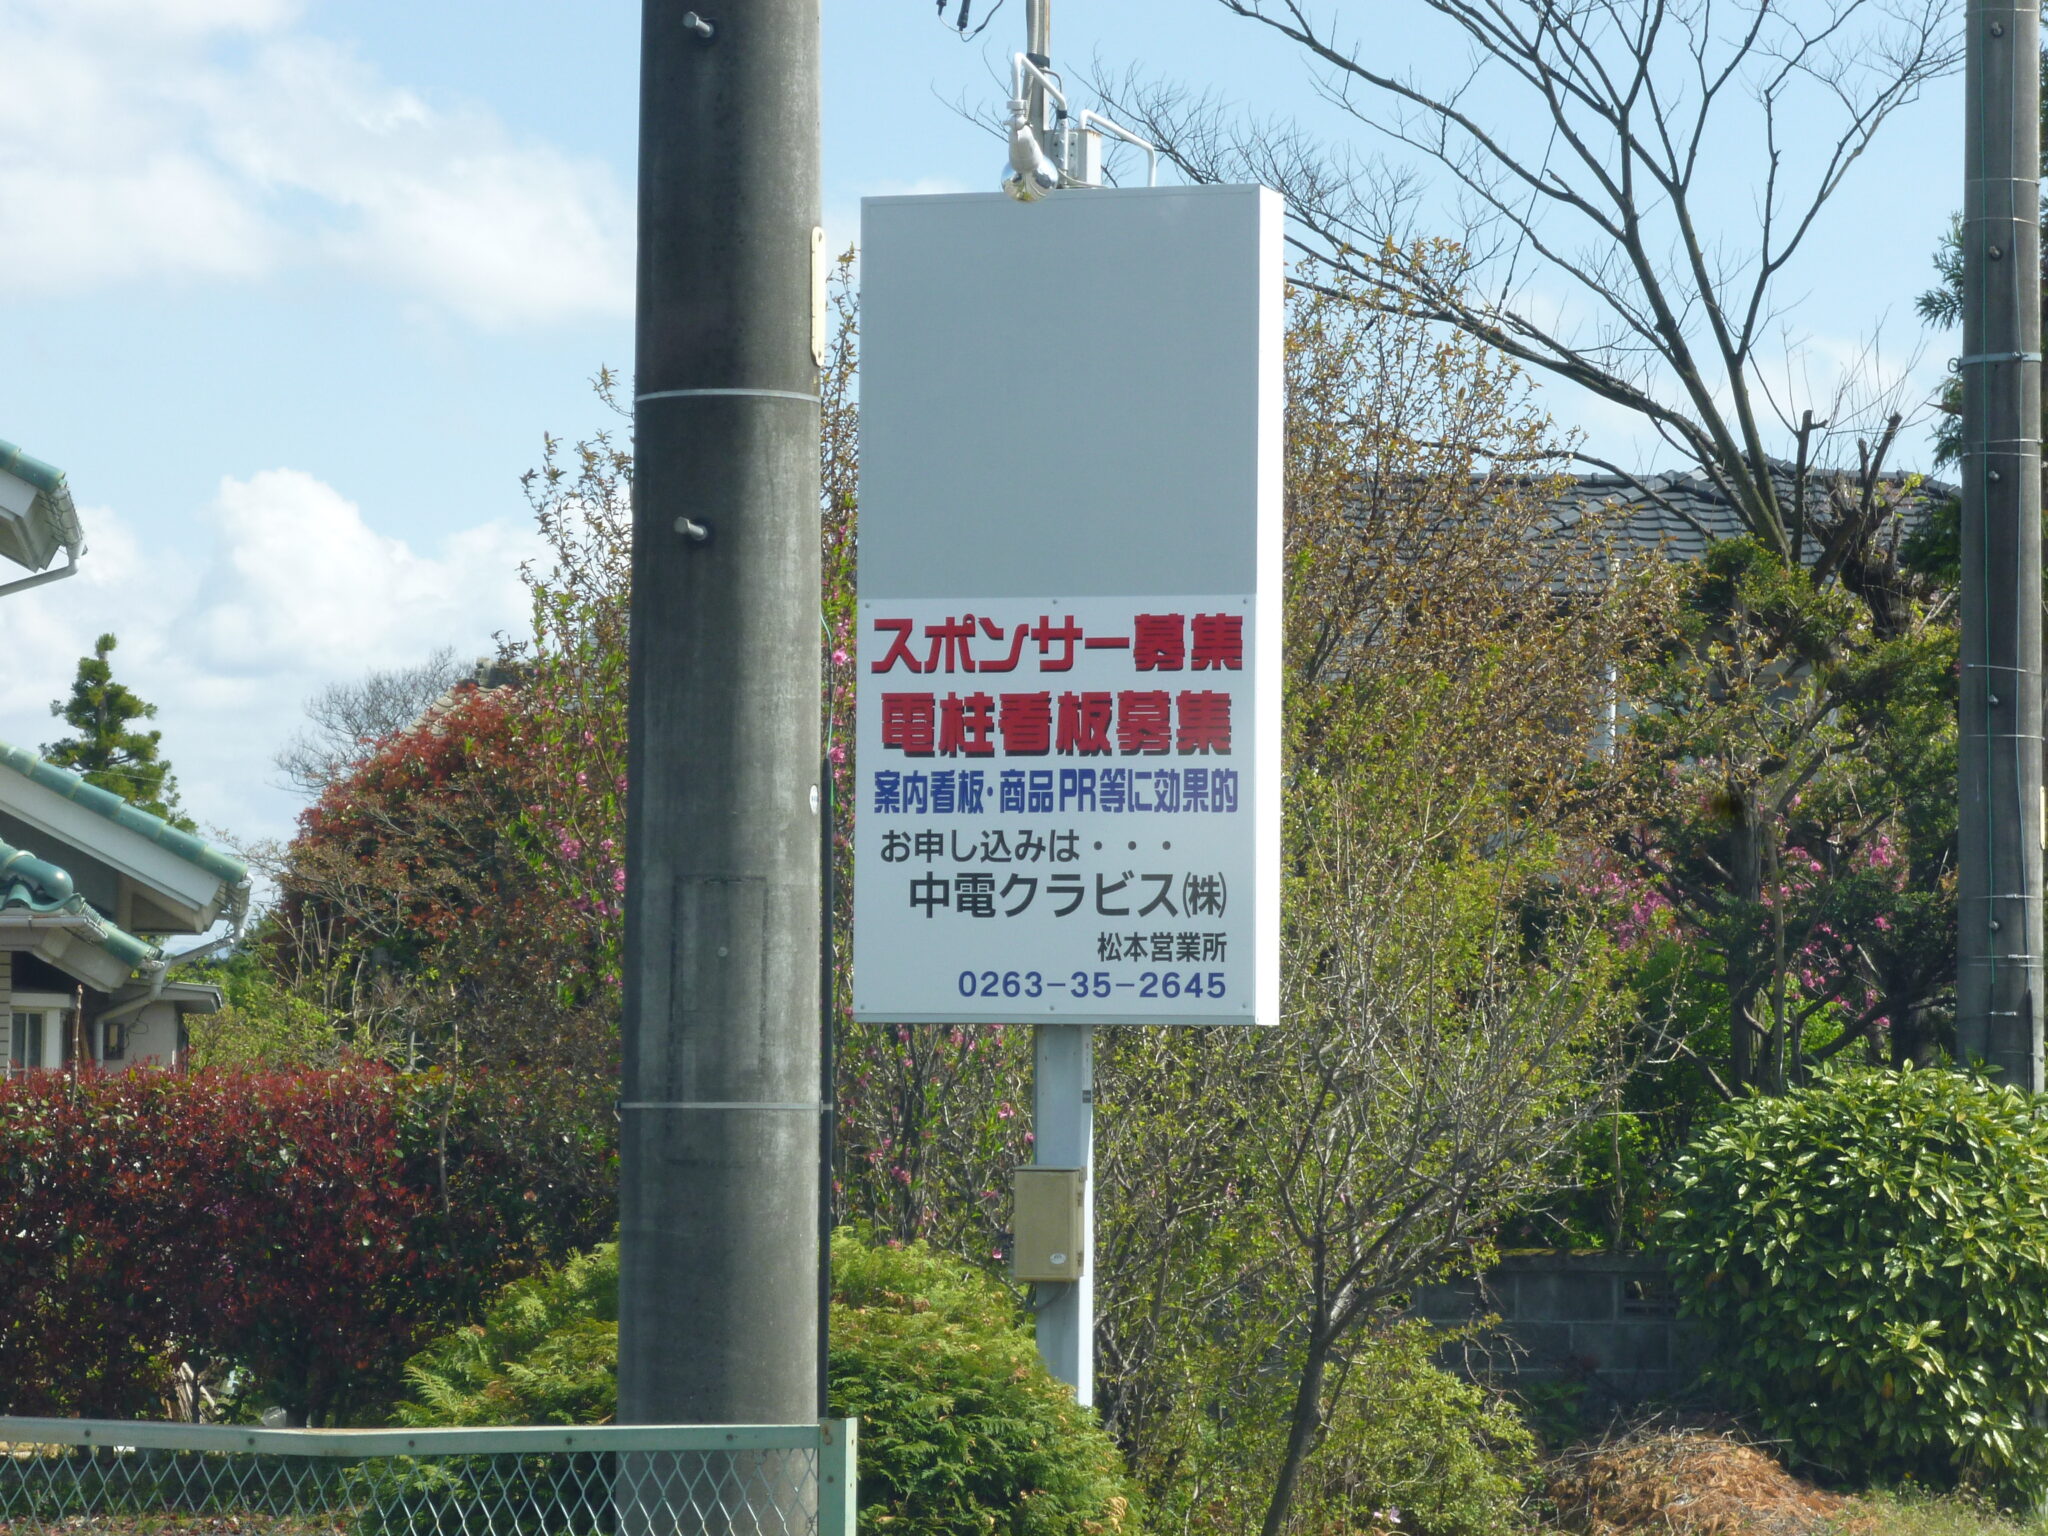 スポンサー募集
電柱看板募集
案内看板・商品PR等に効果的
お申し込みは・・・
中電クラビス㈱
松本営業所
0263-35-2645